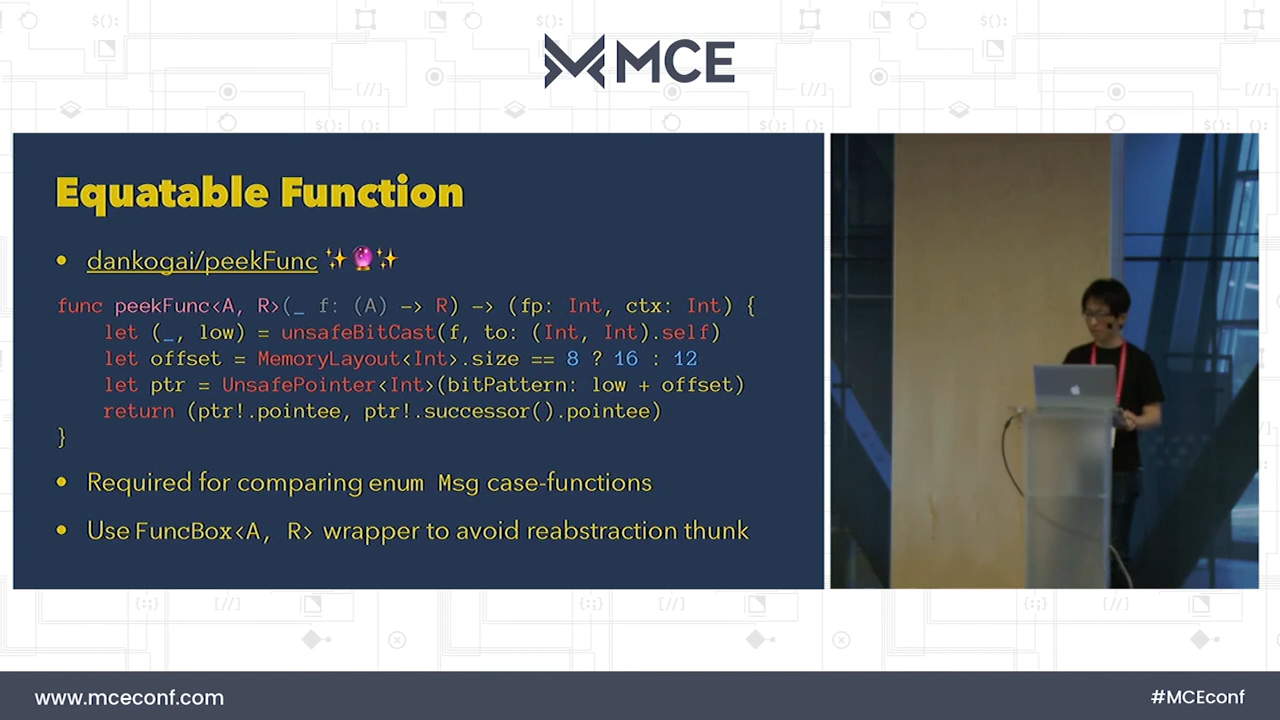 MCE
Equatable Function
• dankogai/peekFunc ✨🔮✨
func peekFunc<A, R>(_ f: (A) -> R) -> (fp: Int, ctx: Int) {
    let (_, low) = unsafeBitCast(f, to: (Int, Int).self)
    let offset = MemoryLayout<Int>.size == 8 ? 16 : 12
    let ptr = UnsafePointer<Int>(bitPattern: low + offset)
    return (ptr!.pointee, ptr!.successor().pointee)
}
• Required for comparing enum Msg case-functions
• Use FuncBox<A, R> wrapper to avoid reabstraction thunk
www.mceconf.com
#MCEconf